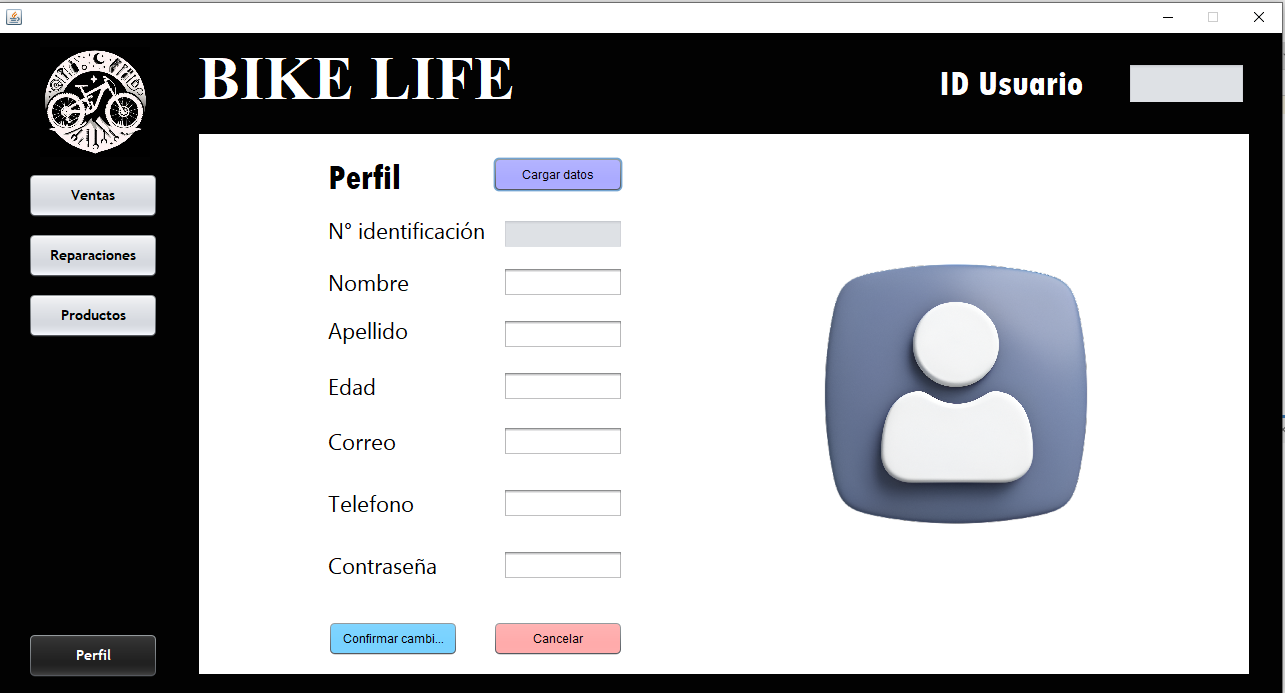 BIKE LIFE
ID Usuario
Ventas
Reparaciones
Productos
Perfil
Perfil
Cargar datos
N° identificación
Nombre
Apellido
Edad
Correo
Telefono
Contraseña
Confirmar cambi...
Cancelar